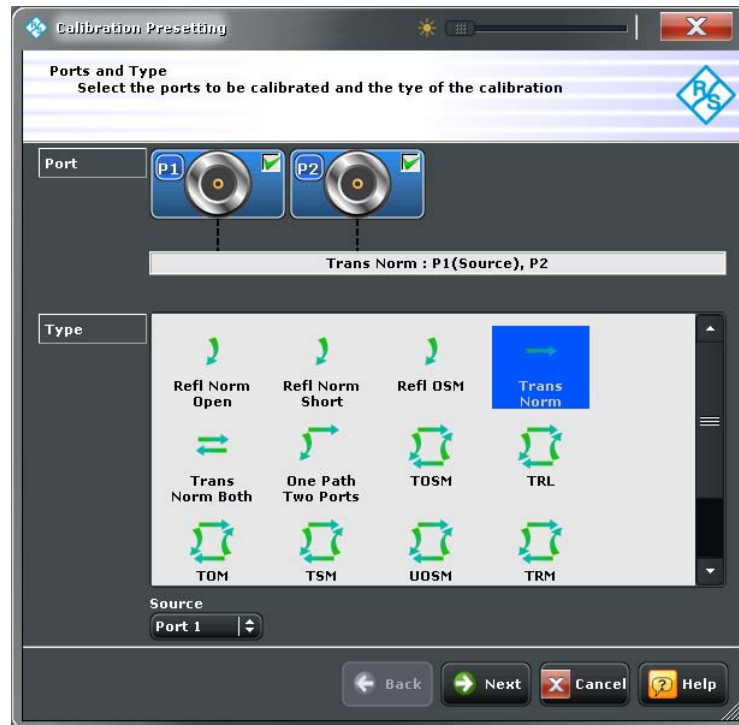 Calibration Presetting
X
Ports and Type
Select the ports to be calibrated and the tye of the calibration
R&S
Port
P1
P2
Trans Norm : P1(Source), P2
Type
Refl Norm Open
Refl Norm Short
Refl OSM
Trans Norm
Trans Norm Both
One Path Two Ports
TOSM
TRL
TOM
TSM
UOSM
TRM
Source
Port 1
Back
Next
X Cancel
? Help